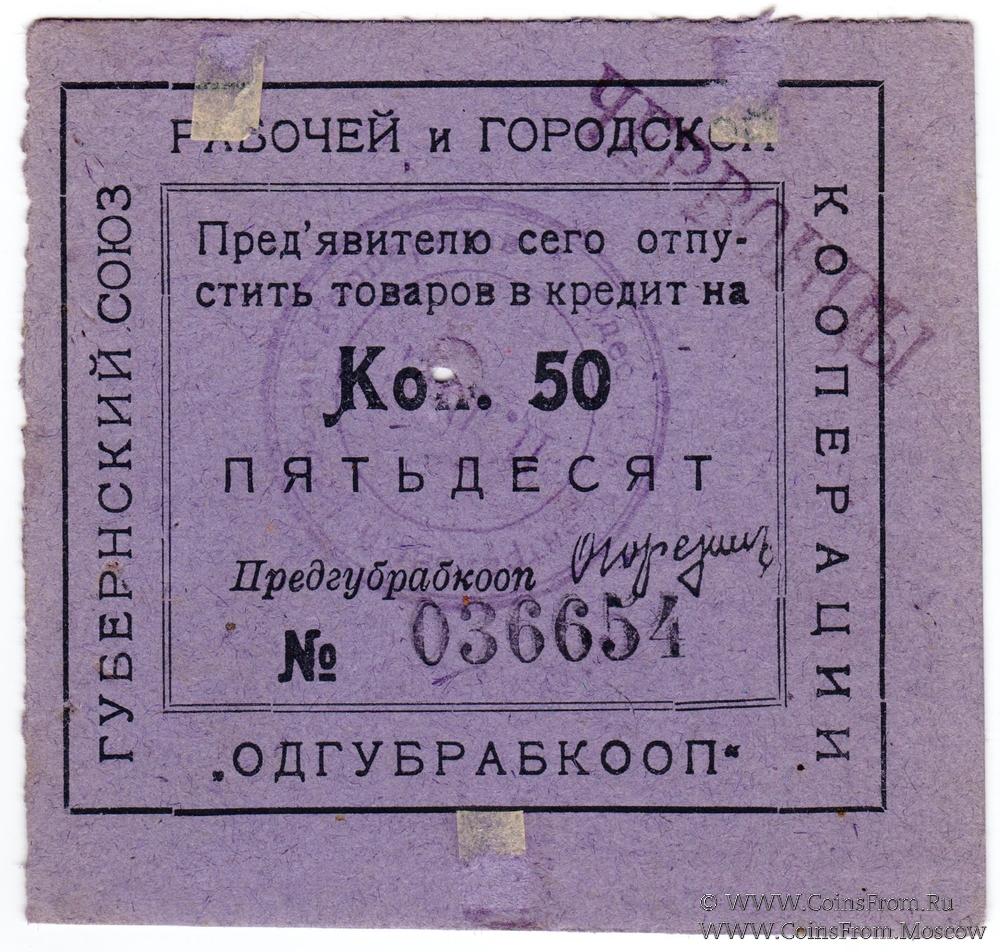 ГУБЕРНСКИЙ СОЮЗ
РАБОЧЕЙ и ГОРОДСКОЙ
КООПЕРАЦИИ
ЧЕРВОНЦЫ
Пред'явителю сего отпу-
стить товаров в кредит на
Коп. 50
ПЯТЬДЕСЯТ
Предгубрабкооп
№ 036654
„ОДГУБРАБКООП“
© WWW.CoinsFrom.Ru
WWW.CoinsFrom.Moscow